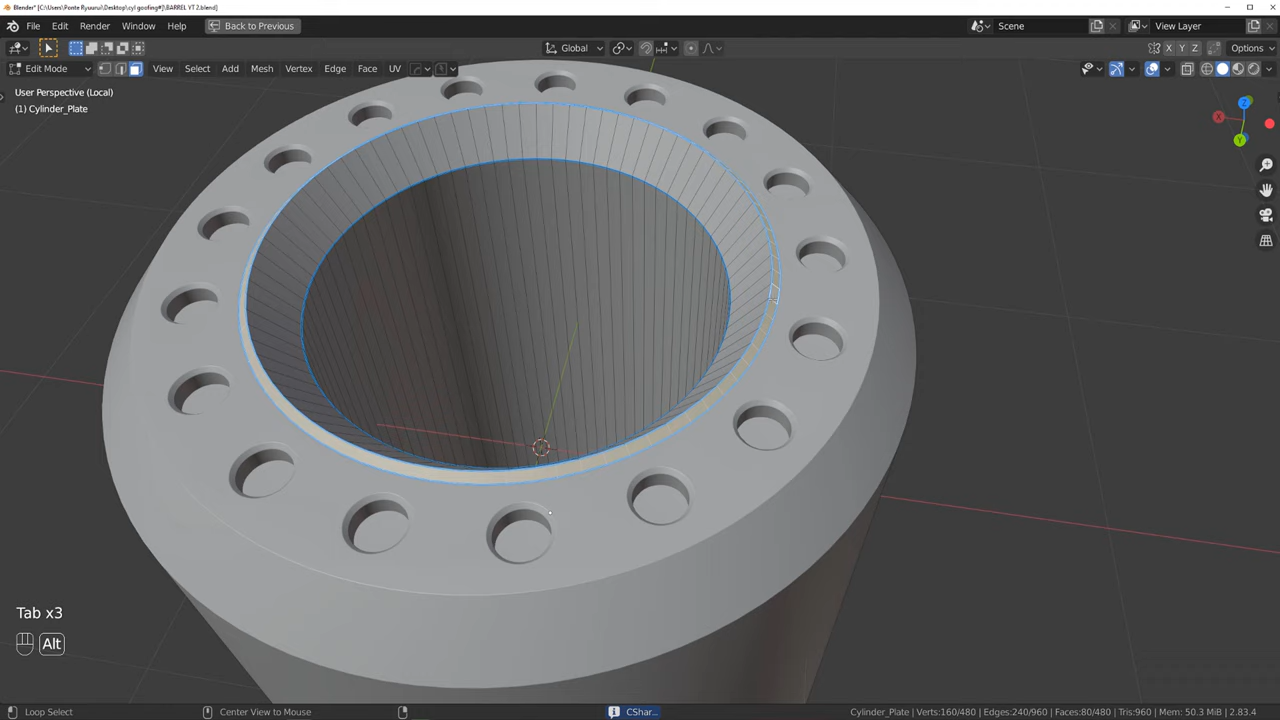 Blender* [C:\Users\Ponte Ryuurui\Desktop\cyl goofing#]\BARREL YT 2.blend]
File Edit Render Window Help Back to Previous Scene View Layer
Global X Y Z Options
Edit Mode View Select Add Mesh Vertex Edge Face UV
User Perspective (Local)
(1) Cylinder_Plate
Z
X
Y
Tab x3
Alt
Loop Select Center View to Mouse CShar... Cylinder_Plate | Verts:160/480 | Edges:240/960 | Faces:80/480 | Tris:960 | Mem: 50.3 MiB | 2.83.4